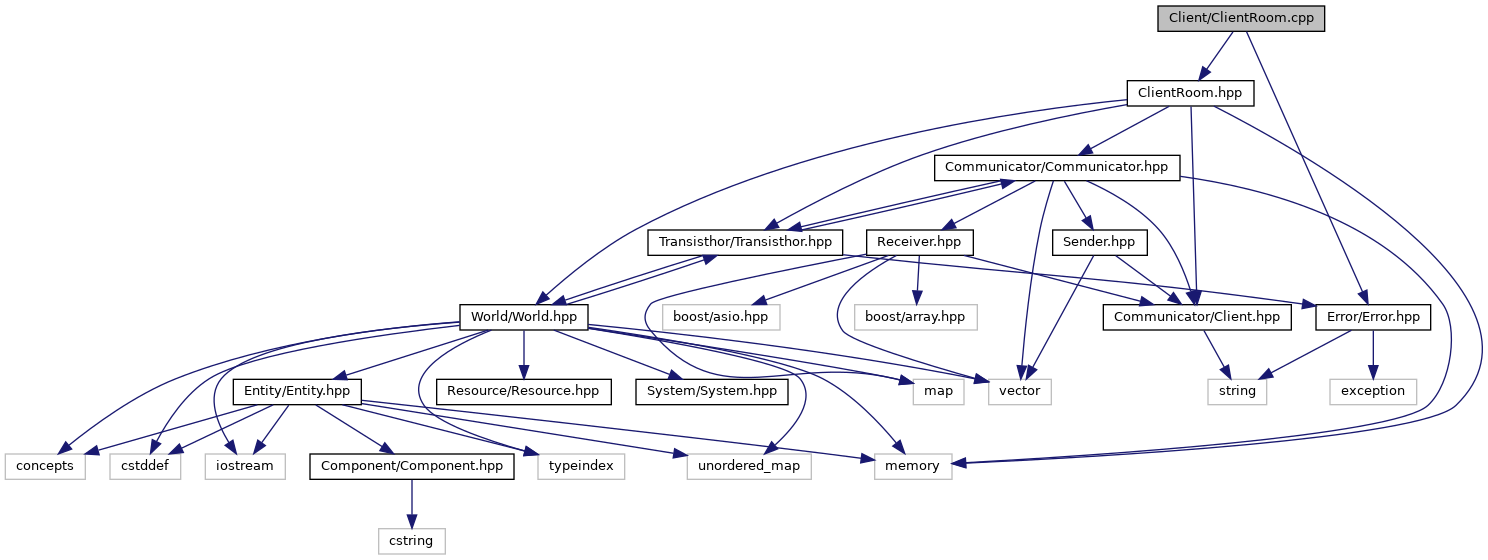 Client/ClientRoom.cpp
ClientRoom.hpp
Communicator/Communicator.hpp
Transisthor/Transisthor.hpp
Receiver.hpp
Sender.hpp
World/World.hpp
boost/asio.hpp
boost/array.hpp
Communicator/Client.hpp
Error/Error.hpp
Entity/Entity.hpp
Resource/Resource.hpp
System/System.hpp
map
vector
string
exception
concepts
cstddef
iostream
Component/Component.hpp
typeindex
unordered_map
memory
cstring